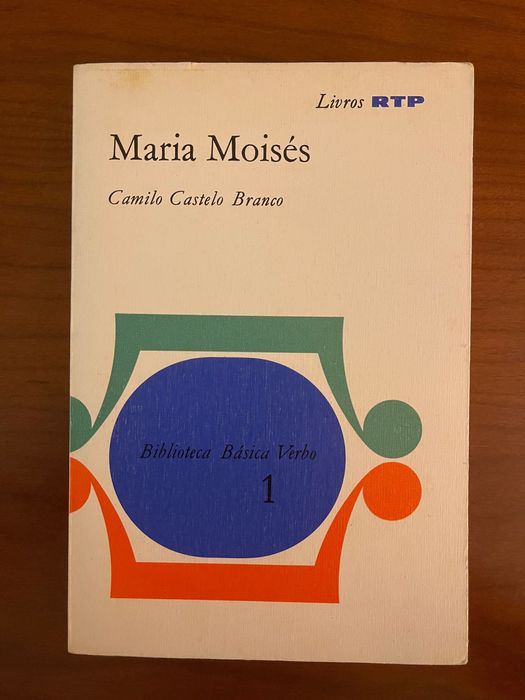 Livros RTP
Maria Moisés
Camilo Castelo Branco
Biblioteca Básica Verbo
1